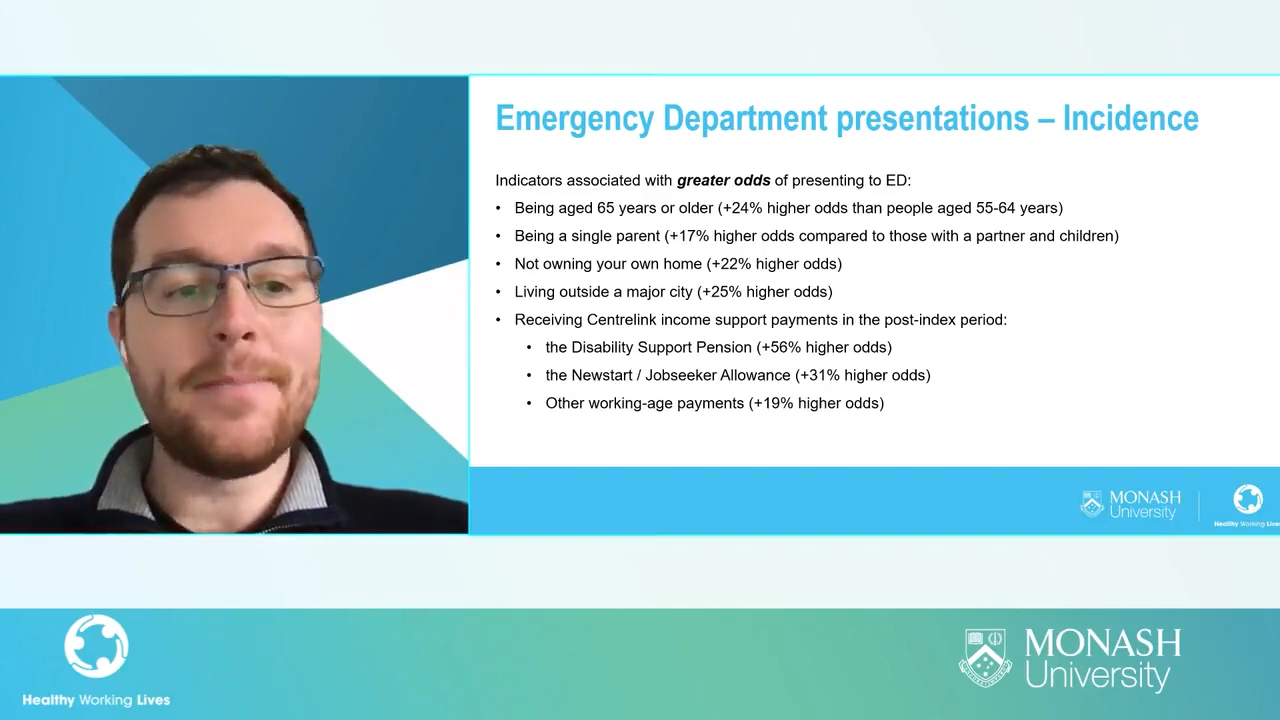 Emergency Department presentations – Incidence
Indicators associated with greater odds of presenting to ED:
• Being aged 65 years or older (+24% higher odds than people aged 55-64 years)
• Being a single parent (+17% higher odds compared to those with a partner and children)
• Not owning your own home (+22% higher odds)
• Living outside a major city (+25% higher odds)
• Receiving Centrelink income support payments in the post-index period:
• the Disability Support Pension (+56% higher odds)
• the Newstart / Jobseeker Allowance (+31% higher odds)
• Other working-age payments (+19% higher odds)
MONASH
University
Healthy Working Lives
Healthy Working Lives
MONASH
University